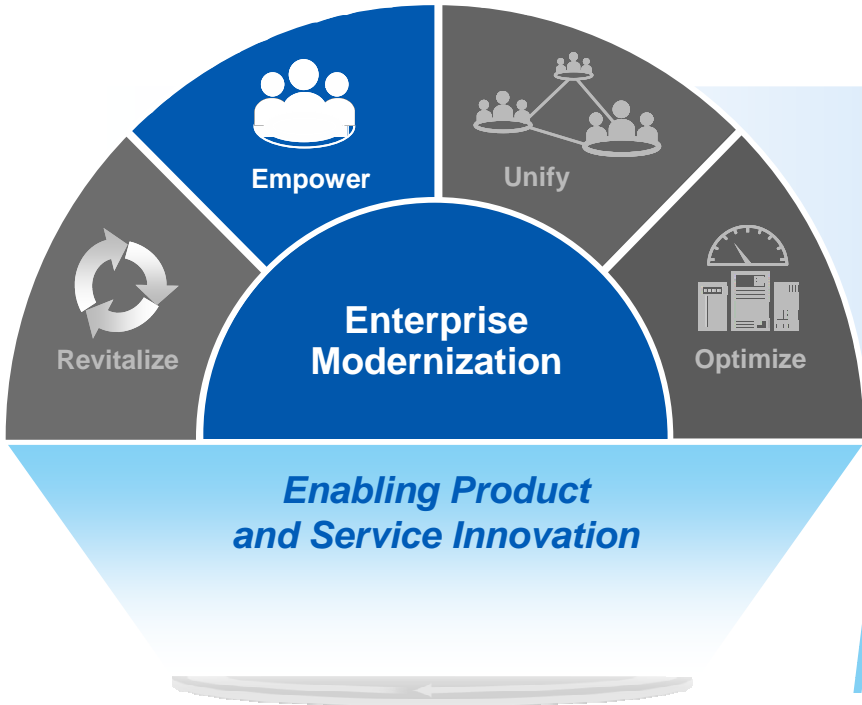 Empower
Unify
Revitalize
Optimize
Enterprise
Modernization
Enabling Product
and Service Innovation